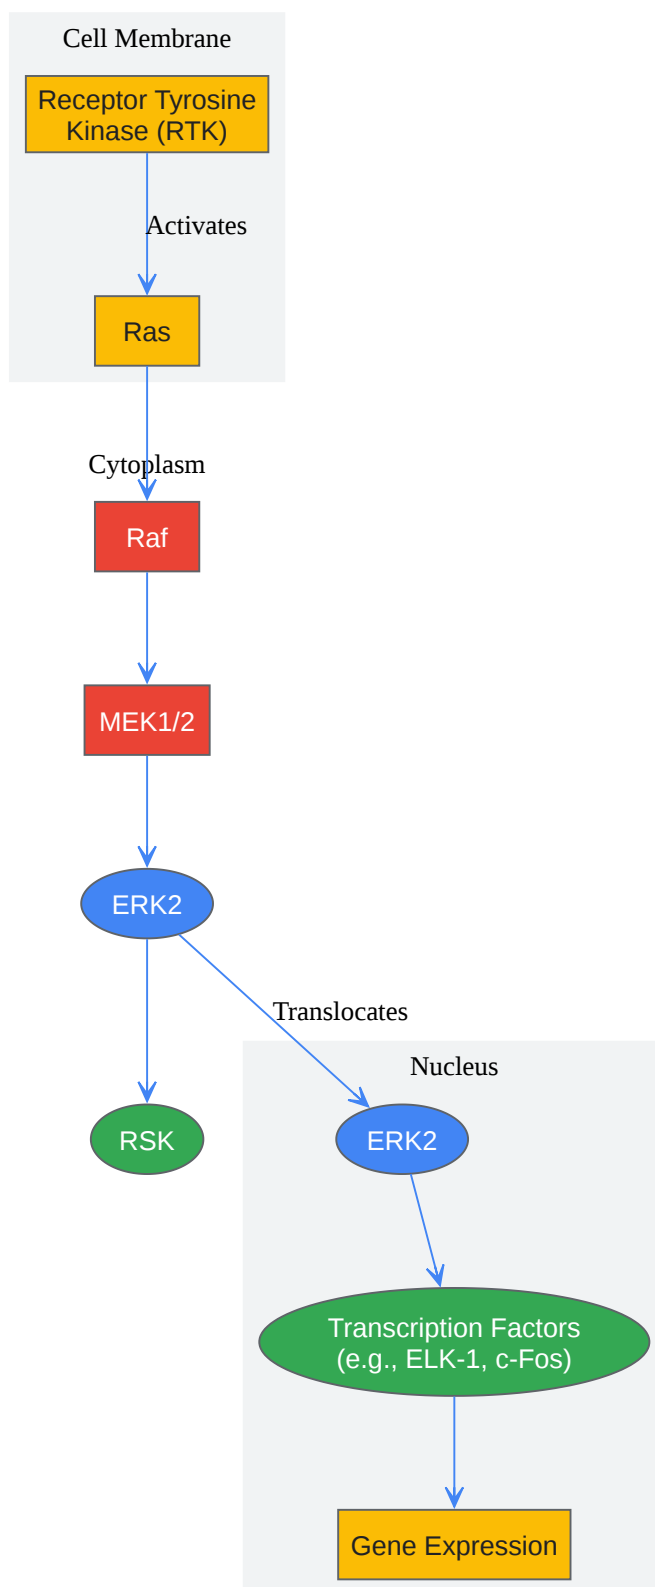 Cell Membrane
Receptor Tyrosine
Kinase (RTK)
Activates
Ras
Cytoplasm
Raf
MEK1/2
ERK2
Translocates
Nucleus
RSK
ERK2
Transcription Factors
(e.g., ELK-1, c-Fos)
Gene Expression